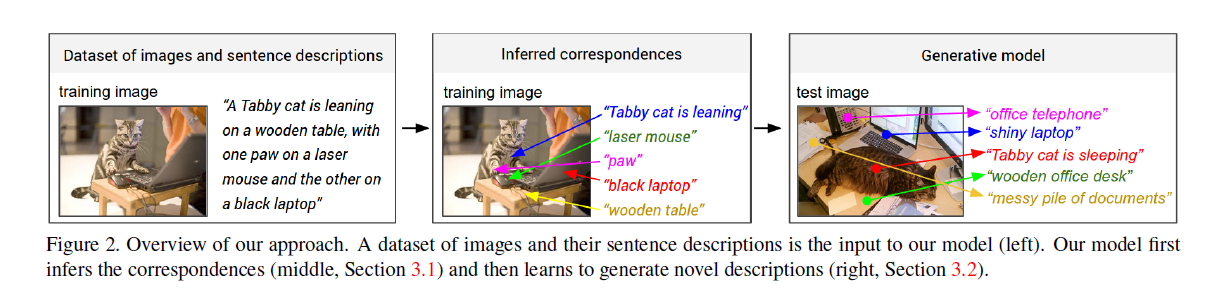 Dataset of images and sentence descriptions
training image
“A Tabby cat is leaning
on a wooden table, with
one paw on a laser
mouse and the other on
a black laptop”
Inferred correspondences
training image
“Tabby cat is leaning”
“laser mouse”
“paw”
“black laptop”
“wooden table”
Generative model
test image
“office telephone”
“shiny laptop”
“Tabby cat is sleeping”
“wooden office desk”
“messy pile of documents”
Figure 2. Overview of our approach. A dataset of images and their sentence descriptions is the input to our model (left). Our model first
infers the correspondences (middle, Section 3.1) and then learns to generate novel descriptions (right, Section 3.2).